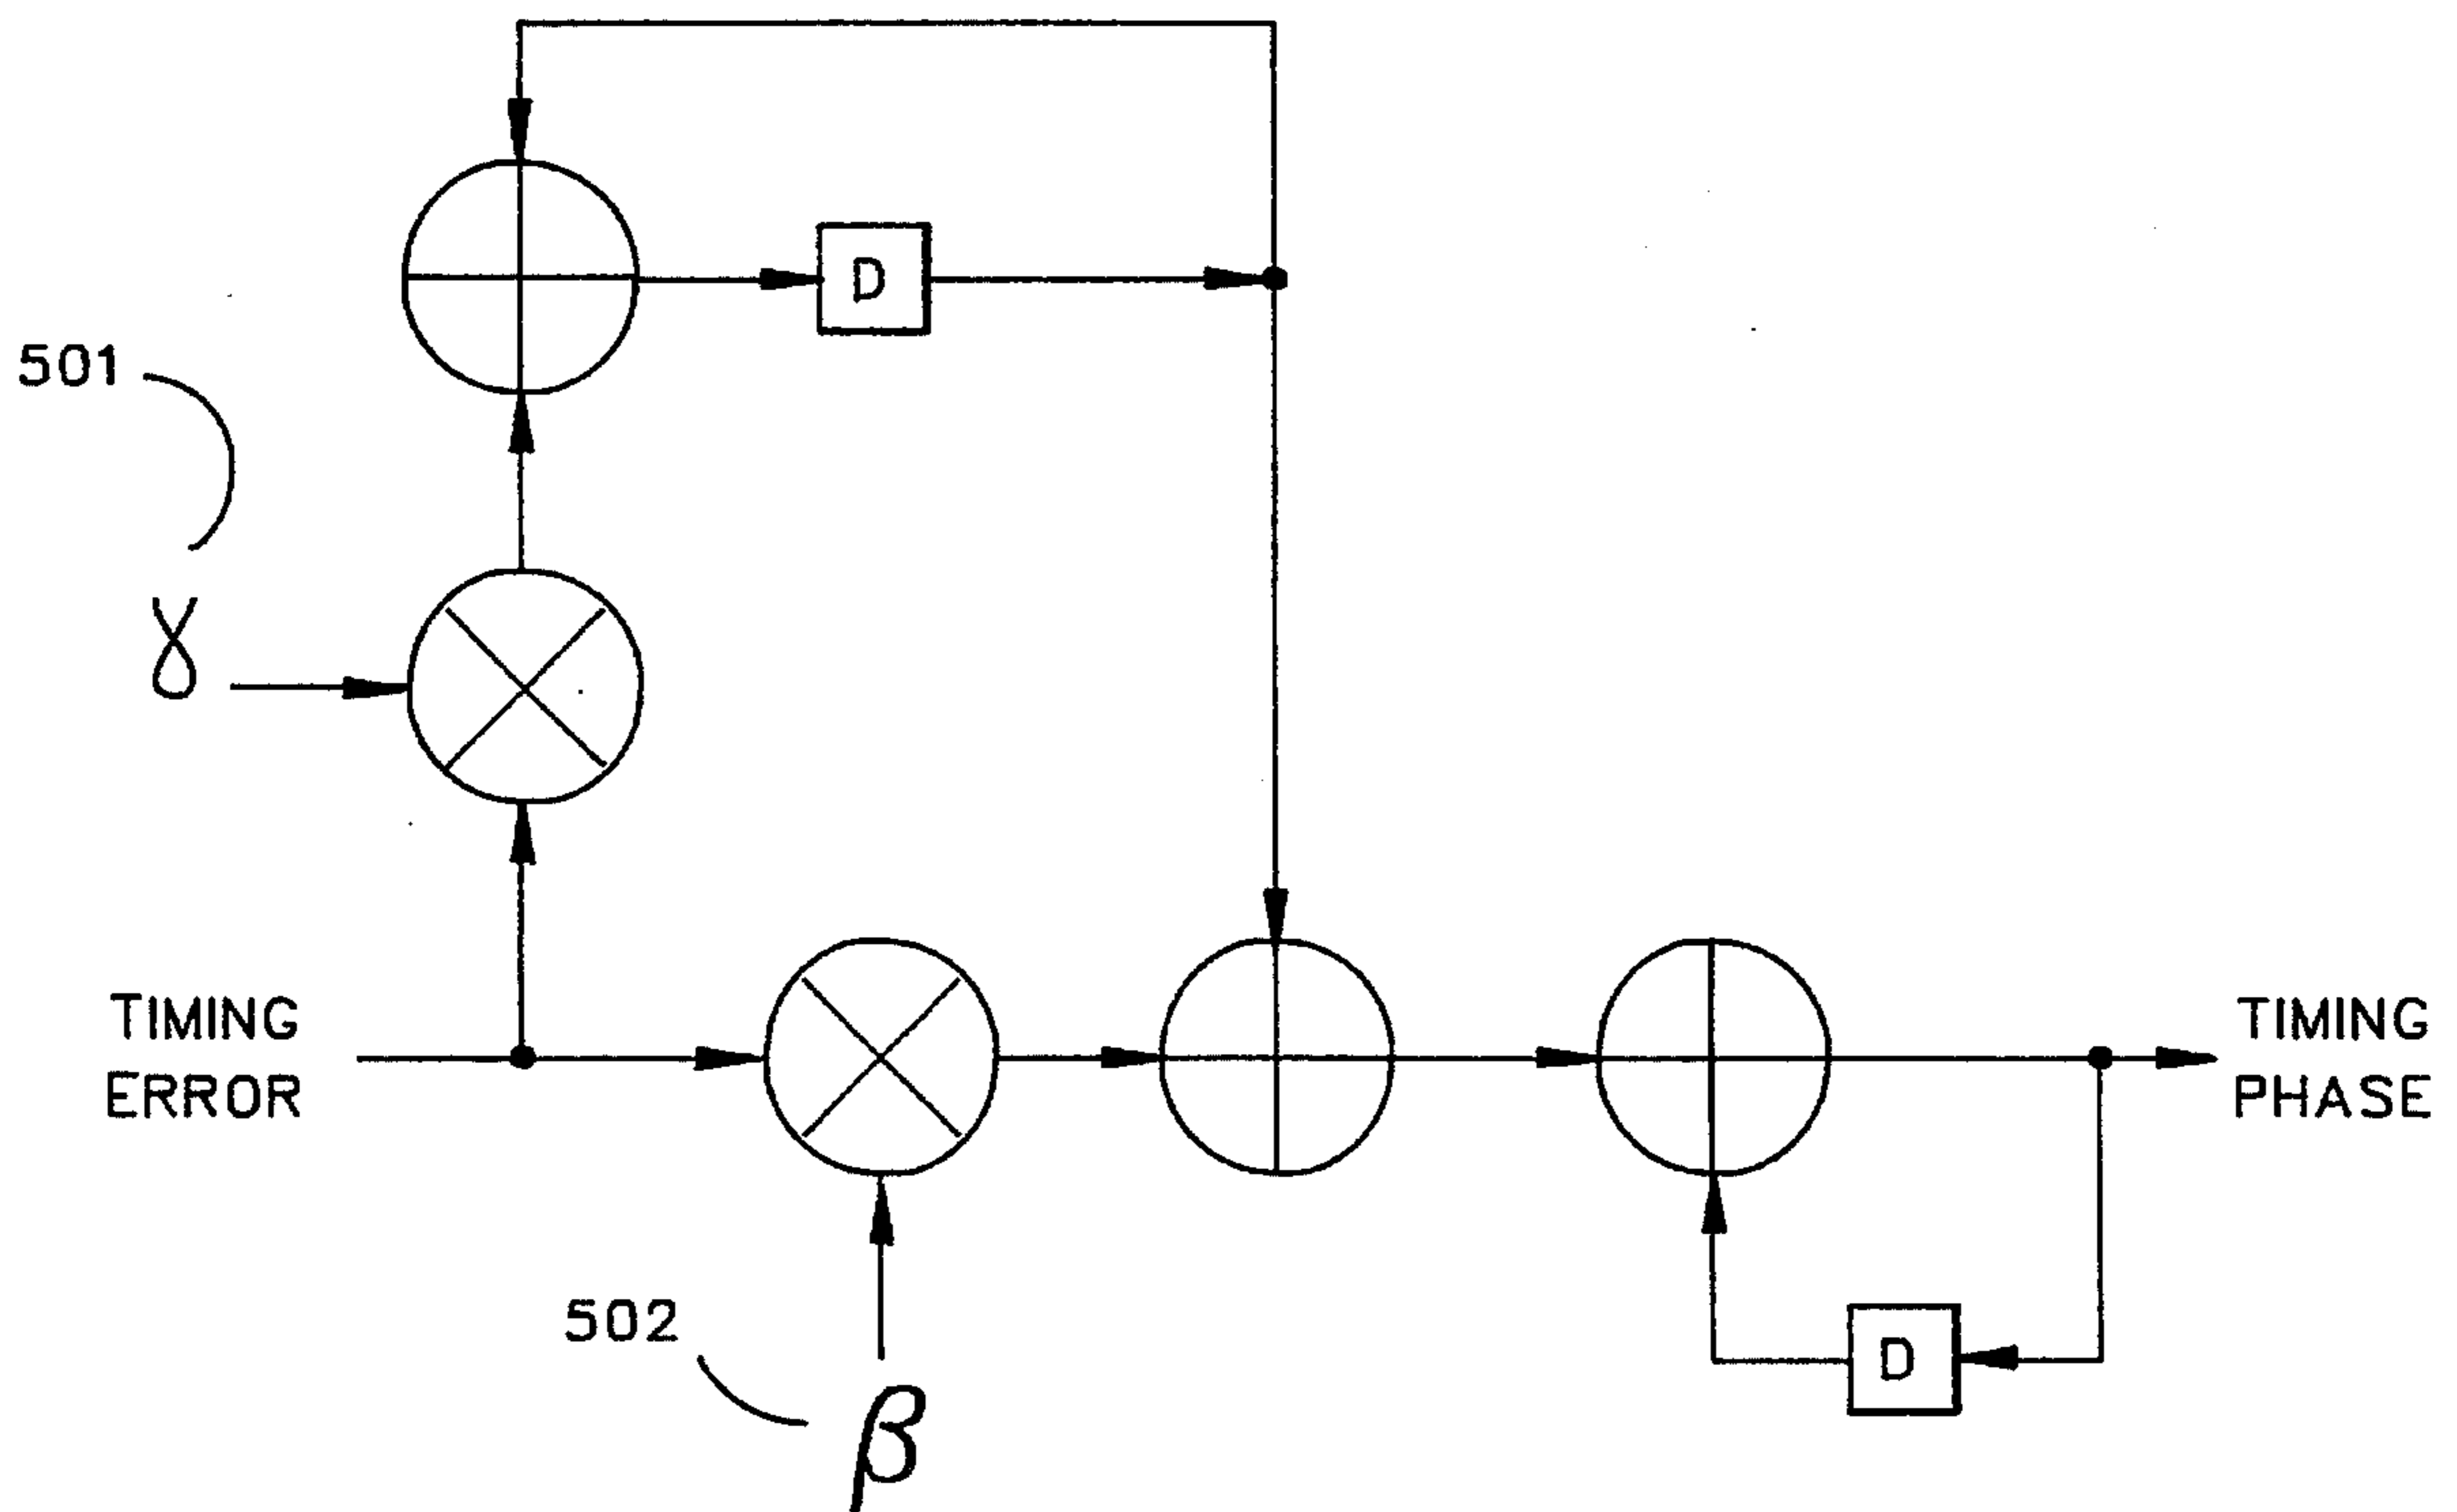 D
501
γ
TIMING
ERROR
TIMING
PHASE
502
D
β